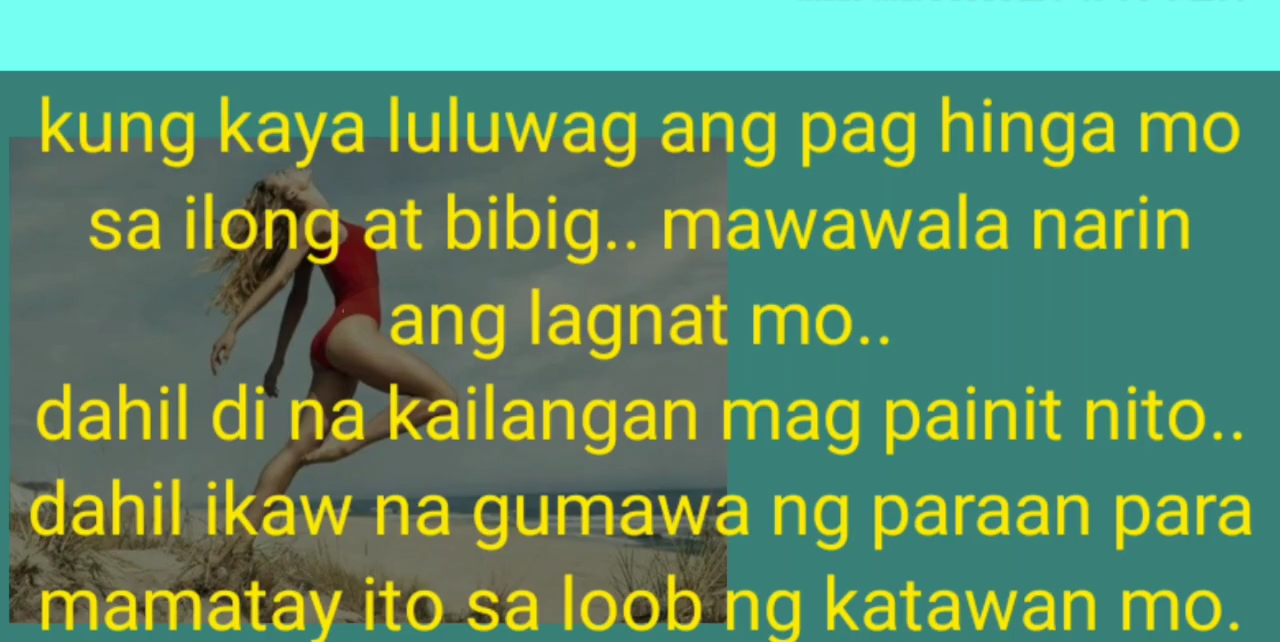 kung kaya luluwag ang pag hinga mo
sa ilong at bibig.. mawawala narin
ang lagnat mo..
dahil di na kailangan mag painit nito..
dahil ikaw na gumawa ng paraan para
mamatay ito sa loob ng katawan mo.